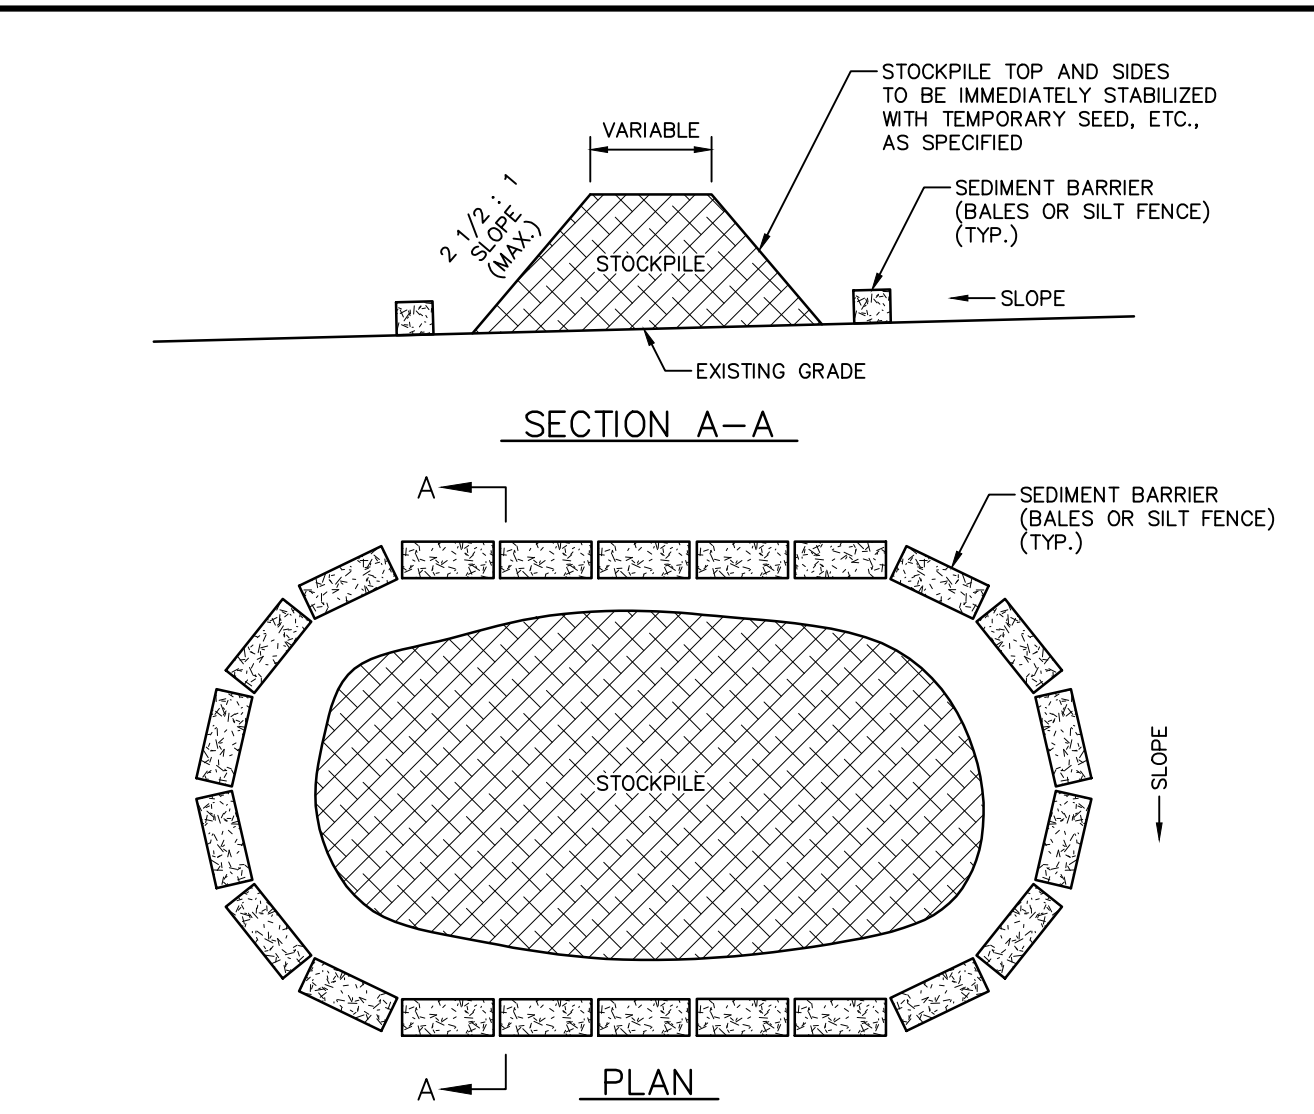 STOCKPILE TOP AND SIDES
TO BE IMMEDIATELY STABILIZED
WITH TEMPORARY SEED, ETC.,
AS SPECIFIED
VARIABLE
2 1/2 : 1
SLOPE
(MAX.)
SEDIMENT BARRIER
(BALES OR SILT FENCE)
(TYP.)
STOCKPILE
SLOPE
EXISTING GRADE
SECTION A-A
A
SEDIMENT BARRIER
(BALES OR SILT FENCE)
(TYP.)
SLOPE
STOCKPILE
A
PLAN